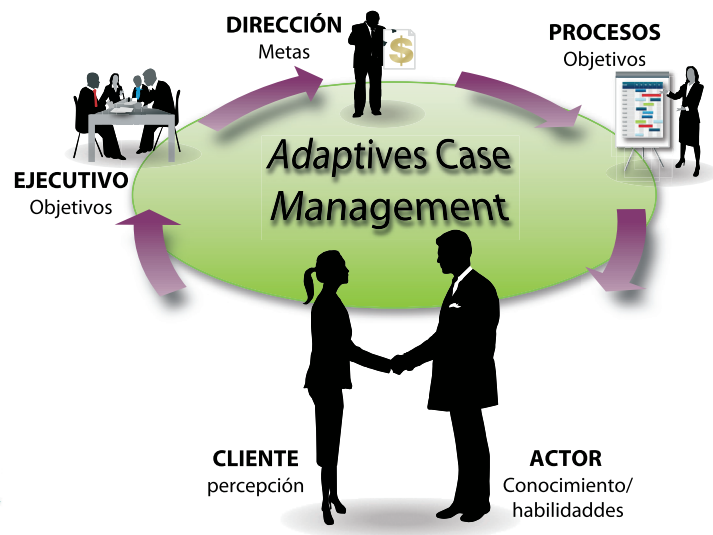 DIRECCIÓN
Metas
PROCESOS
Objetivos
$
EJECUTIVO
Objetivos
Adaptives Case
Management
CLIENTE
percepción
ACTOR
Conocimiento/
habilidaddes